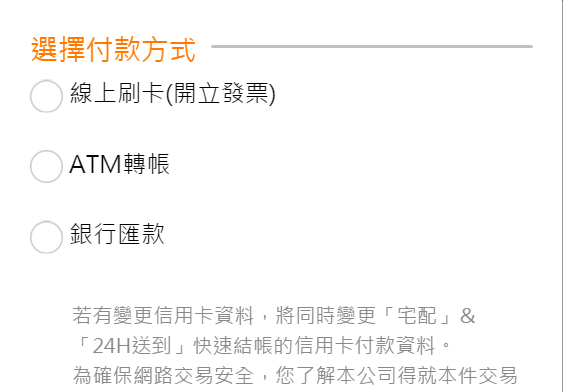 選擇付款方式
線上刷卡(開立發票)
ATM轉帳
銀行匯款
若有變更信用卡資料，將同時變更「宅配」&
「24H送到」快速結帳的信用卡付款資料。
為確保網路交易安全，您了解本公司得就本件交易